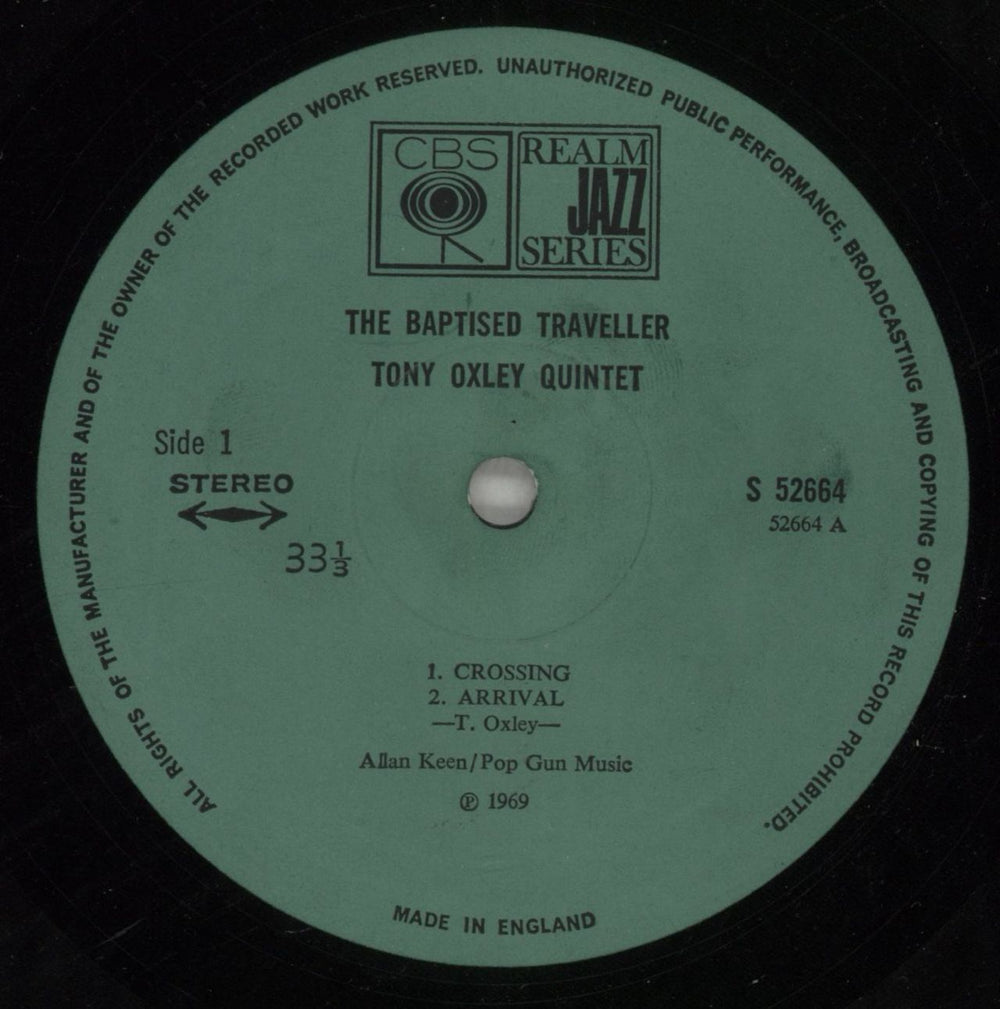 ALL RIGHTS OF THE MANUFACTURER AND OF THE OWNER OF THE RECORDED WORK RESERVED. UNAUTHORIZED PUBLIC PERFORMANCE, BROADCASTING AND COPYING OF THIS RECORD PROHIBITED.
CBS
REALM
JAZZ
SERIES
THE BAPTISED TRAVELLER
TONY OXLEY QUINTET
Side 1
STEREO
33⅓
S 52664
52664 A
1. CROSSING
2. ARRIVAL
—T. Oxley—
Allan Keen/Pop Gun Music
℗ 1969
MADE IN ENGLAND